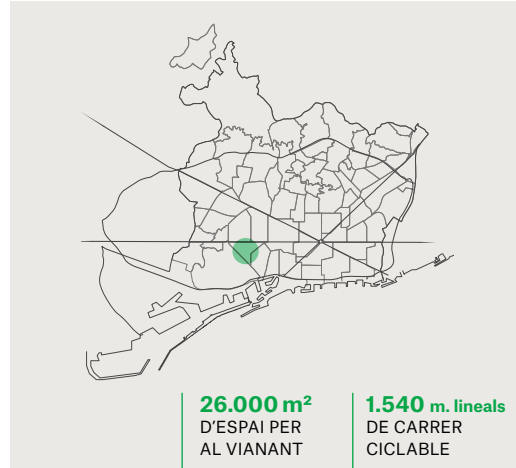 26.000 m²
D'ESPAI PER
AL VIANANT
1.540 m. lineals
DE CARRER
CICLABLE